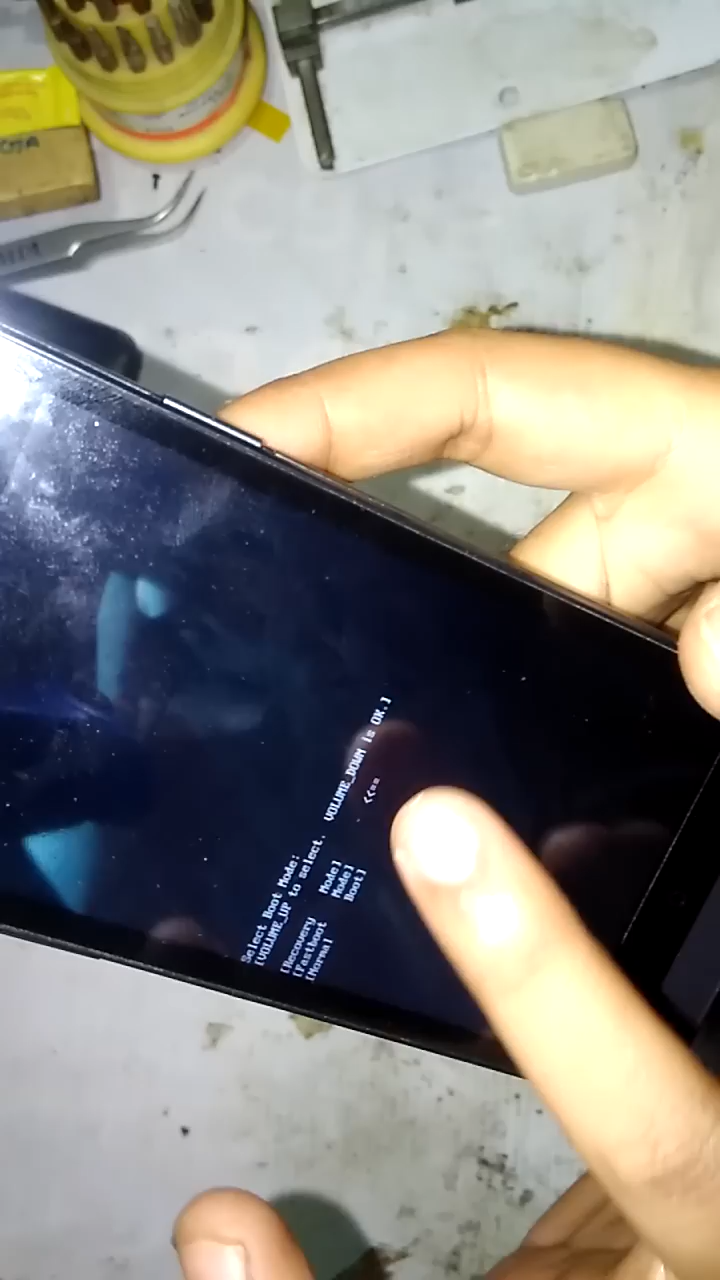 Select Boot Mode:
[VOLUME_UP to select. VOLUME_DOWN is OK.]
[Recovery Mode] <<==
[Fastboot Mode]
[Normal Boot]